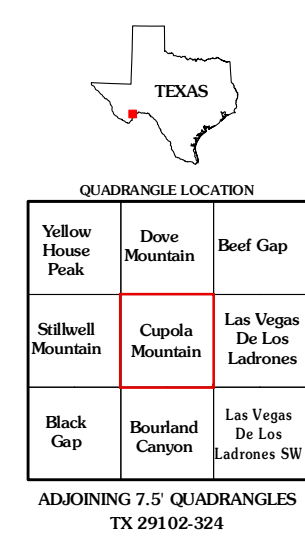 TEXAS
QUADRANGLE LOCATION
Yellow
House
Peak
Dove
Mountain
Beef Gap
Stillwell
Mountain
Cupola
Mountain
Las Vegas
De Los
Ladrones
Black
Gap
Bourland
Canyon
Las Vegas
De Los
Ladrones SW
ADJOINING 7.5' QUADRANGLES
TX 29102-324